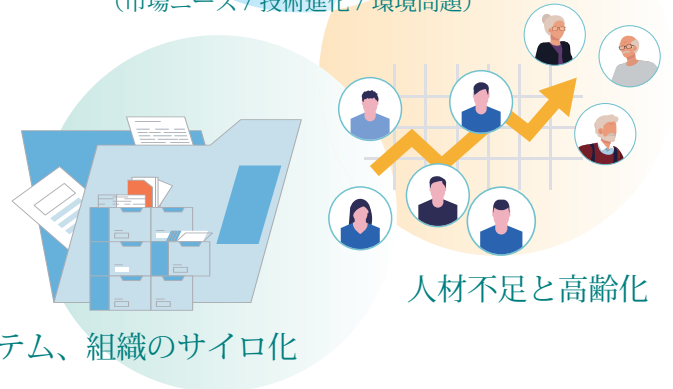 （市場ニーズ / 技術進化 / 環境問題）
人材不足と高齢化
テム、組織のサイロ化